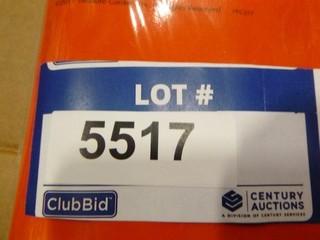 LOT #
5517
ClubBid
CENTURY
AUCTIONS
A DIVISION OF CENTURY SERVICES